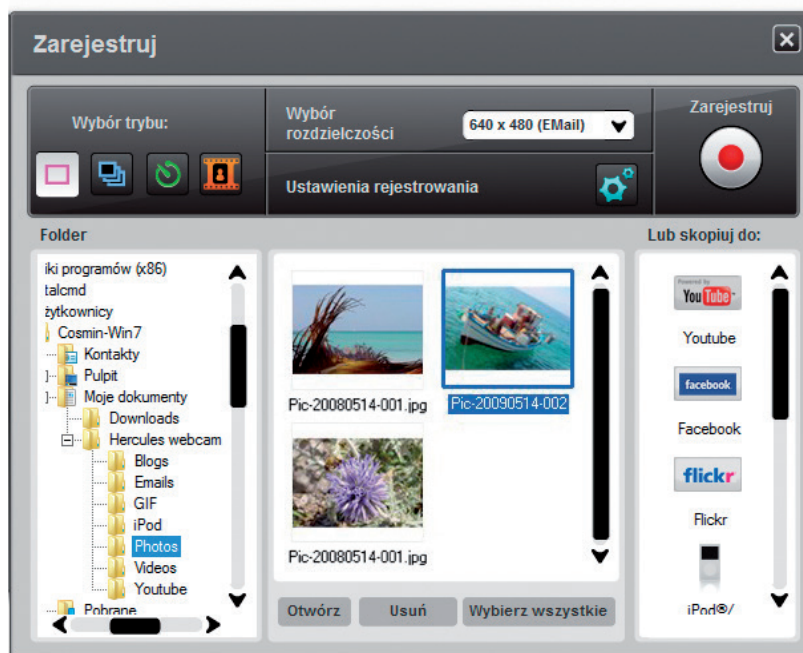 Zarejestruj
Wybór trybu:
Wybór
rozdzielczości
640 x 480 (EMail)
Zarejestruj
Ustawienia rejestrowania
Folder
Lub skopiuj do:
iki programów (x86)
talcmd
żytkownicy
Cosmin-Win7
Kontakty
Pulpit
Moje dokumenty
Downloads
Hercules webcam
Blogs
Emails
GIF
iPod
Photos
Videos
Youtube
Pobrane
Pic-20080514-001.jpg
Pic-20090514-002
Pic-20080514-001.jpg
Otwórz
Usuń
Wybierz wszystkie
Powered by
YouTube
Youtube
facebook
Facebook
flickr
Flickr
iPod®/